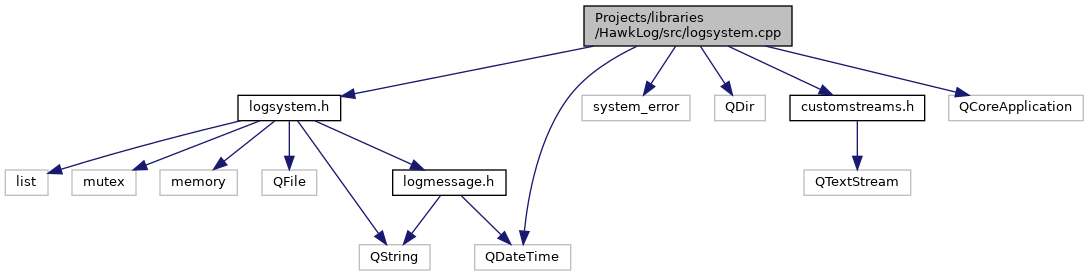 Projects/libraries
/HawkLog/src/logsystem.cpp
logsystem.h
system_error
QDir
customstreams.h
QCoreApplication
list
mutex
memory
QFile
logmessage.h
QTextStream
QString
QDateTime